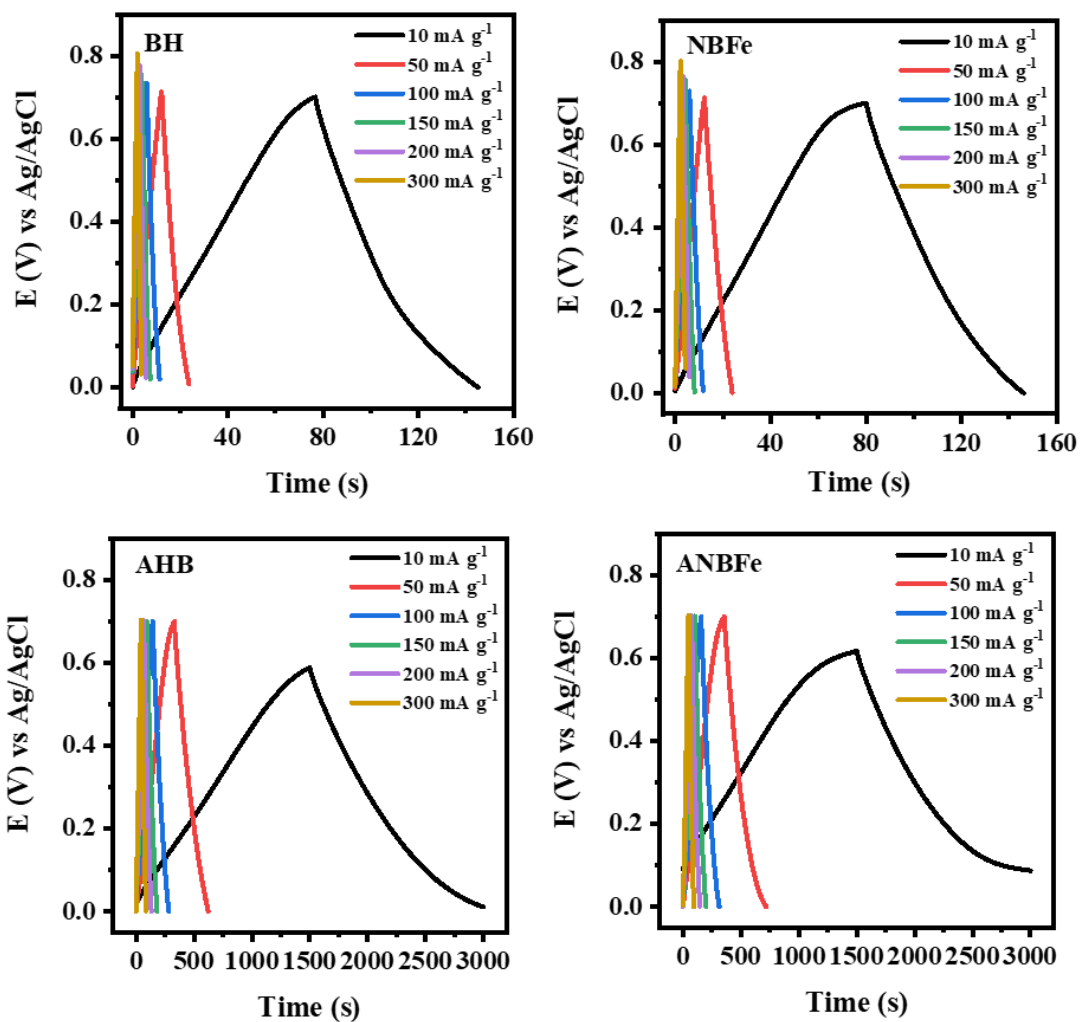 BH
10 mA g⁻¹
50 mA g⁻¹
100 mA g⁻¹
150 mA g⁻¹
200 mA g⁻¹
300 mA g⁻¹
E (V) vs Ag/AgCl
0.8
0.6
0.4
0.2
0.0
0 40 80 120 160
Time (s)
NBFe
10 mA g⁻¹
50 mA g⁻¹
100 mA g⁻¹
150 mA g⁻¹
200 mA g⁻¹
300 mA g⁻¹
E (V) vs Ag/AgCl
0.8
0.6
0.4
0.2
0.0
0 40 80 120 160
Time (s)
AHB
10 mA g⁻¹
50 mA g⁻¹
100 mA g⁻¹
150 mA g⁻¹
200 mA g⁻¹
300 mA g⁻¹
E (V) vs Ag/AgCl
0.8
0.6
0.4
0.2
0.0
0 500 1000 1500 2000 2500 3000
Time (s)
ANBFe
10 mA g⁻¹
50 mA g⁻¹
100 mA g⁻¹
150 mA g⁻¹
200 mA g⁻¹
300 mA g⁻¹
E (V) vs Ag/AgCl
0.8
0.6
0.4
0.2
0.0
0 500 1000 1500 2000 2500 3000
Time (s)